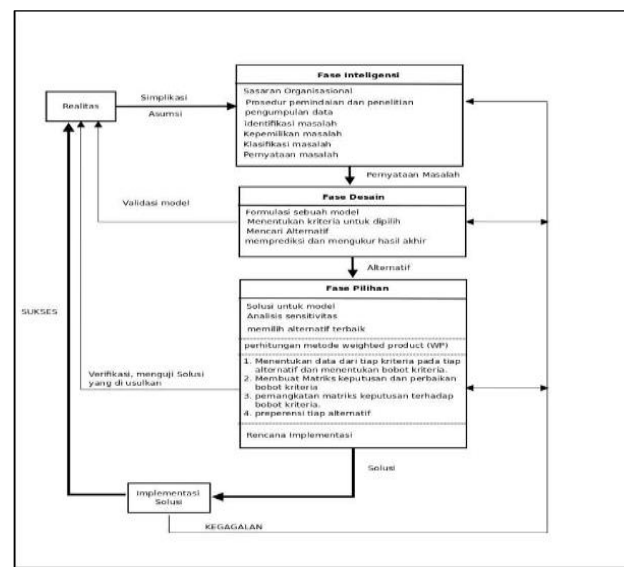 Fase Inteligensi
Sasaran Organisasional
Prosedur pemindaian dan penelitian
pengumpulan data
identifikasi masalah
Kepemilikan masalah
Klasifikasi masalah
Pernyataan masalah
Realitas
Simplikasi
Asumsi
Pernyataan Masalah
Validasi model
Fase Desain
Formulasi sebuah model
Menentukan kriteria untuk dipilih
Mencari Alternatif
memprediksi dan mengukur hasil akhir
Alternatif
SUKSES
Fase Pilihan
Solusi untuk model
Analisis sensitivitas
memilih alternatif terbaik
perhitungan metode weighted product (WP)
1. Menentukan data dari tiap kriteria pada tiap
alternatif dan menentukan bobot kriteria.
2. Membuat Matriks keputusan dan perbaikan
bobot kriteria
3. pemangkatan matriks keputusan terhadap
bobot kriteria.
4. preperensi tiap alternatif
Rencana Implementasi
Verifikasi, menguji Solusi
yang di usulkan
Solusi
Implementasi
Solusi
KEGAGALAN